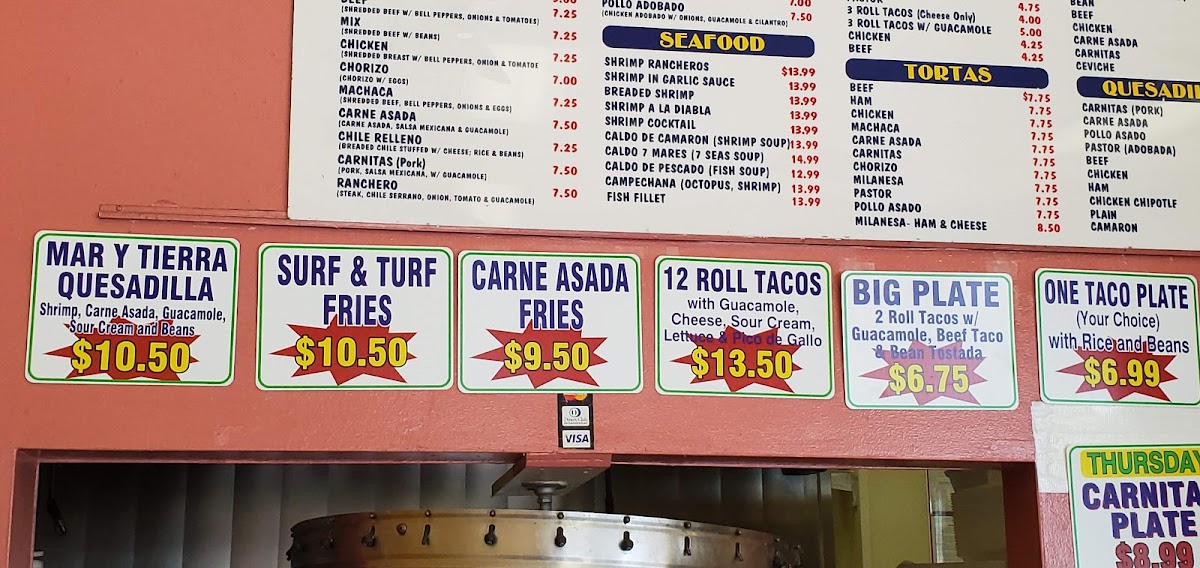 BEEF
(SHREDDED BEEF W/ BELL PEPPERS, ONIONS & TOMATOES) 7.25
MIX
(SHREDDED BEEF W/ BEANS) 7.25
CHICKEN
(SHREDDED BREAST W/ BELL PEPPERS, ONION & TOMATOE 7.25
CHORIZO
(CHORIZO W/ EGGS) 7.00
MACHACA
(SHREDDED BEEF, BELL PEPPERS, ONIONS & EGGS) 7.25
CARNE ASADA
(CARNE ASADA, SALSA MEXICANA & GUACAMOLE) 7.50
CHILE RELLENO
(BREADED CHILE STUFFED W/ CHEESE; RICE & BEANS) 7.25
CARNITAS (Pork)
(PORK, SALSA MEXICANA, W/ GUACAMOLE) 7.50
RANCHERO
(STEAK, CHILE SERRANO, ONION, TOMATO & GUACAMOLE) 7.50
POLLO ADOBADO 7.00
(CHICKEN ADOBADO W/ ONIONS, GUACAMOLE & CILANTRO) 7.50
SEAFOOD
SHRIMP RANCHEROS $13.99
SHRIMP IN GARLIC SAUCE 13.99
BREADED SHRIMP 13.99
SHRIMP A LA DIABLA 13.99
SHRIMP COCKTAIL 13.99
CALDO DE CAMARON (SHRIMP SOUP) 13.99
CALDO 7 MARES (7 SEAS SOUP) 14.99
CALDO DE PESCADO (FISH SOUP) 12.99
CAMPECHANA (OCTOPUS, SHRIMP) 13.99
FISH FILLET 13.99
4.75
3 ROLL TACOS (Cheese Only) 4.00
3 ROLL TACOS W/ GUACAMOLE 5.00
CHICKEN 4.25
BEEF 4.25
TORTAS
BEEF $7.75
HAM 7.75
CHICKEN 7.75
MACHACA 7.75
CARNE ASADA 7.75
CARNITAS 7.75
CHORIZO 7.75
MILANESA 7.75
PASTOR 7.75
POLLO ASADO 7.75
MILANESA- HAM & CHEESE 8.50
BEAN
BEEF
CHICKEN
CARNE ASADA
CARNITAS
CEVICHE
QUESADI
CARNITAS (PORK)
CARNE ASADA
POLLO ASADO
PASTOR (ADOBADA)
BEEF
CHICKEN
HAM
CHICKEN CHIPOTLE
PLAIN
CAMARON
MAR Y TIERRA
QUESADILLA
Shrimp, Carne Asada, Guacamole,
Sour Cream and Beans
$10.50
SURF & TURF
FRIES
$10.50
CARNE ASADA
FRIES
$9.50
12 ROLL TACOS
with Guacamole,
Cheese, Sour Cream,
Lettuce & Pico de Gallo
$13.50
BIG PLATE
2 Roll Tacos w/
Guacamole, Beef Taco
& Bean Tostada
$6.75
ONE TACO PLATE
(Your Choice)
with Rice and Beans
$6.99
VISA
THURSDAY
CARNITA
PLATE
$8.99